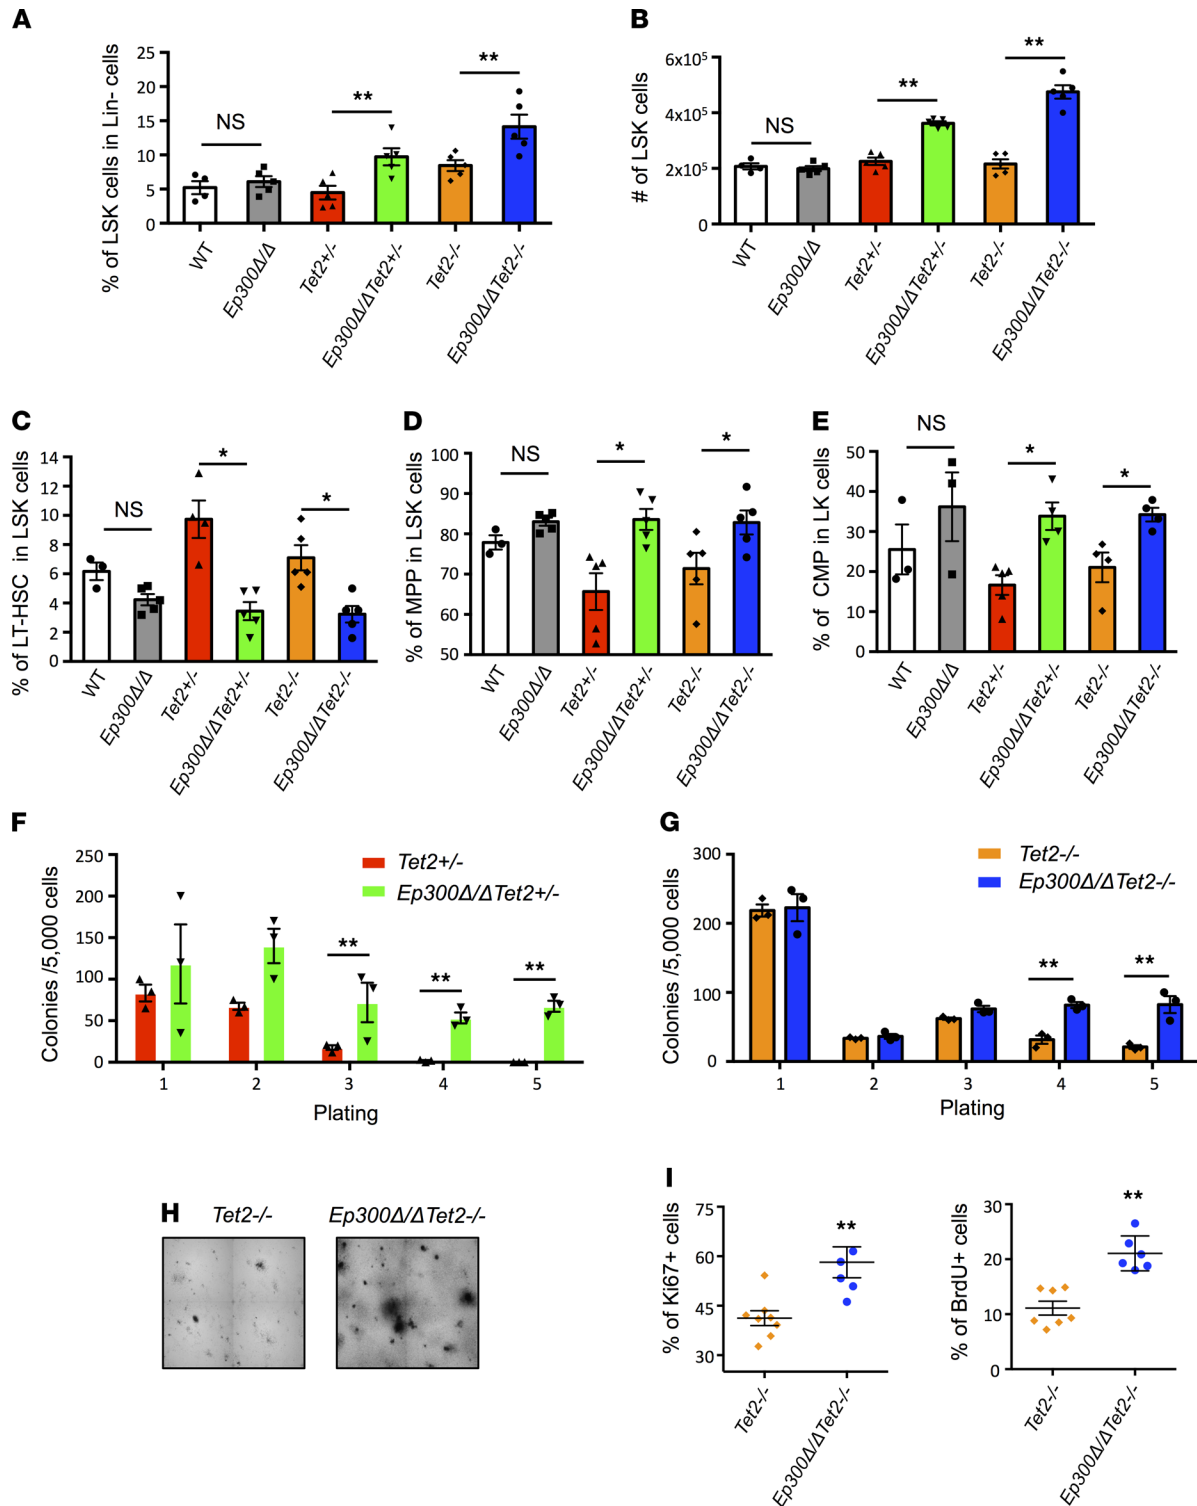 A
% of LSK cells in Lin- cells
25
20
15
10
5
0
NS
**
**
WT
Ep300Δ/Δ
Tet2+/-
Ep300Δ/ΔTet2+/-
Tet2-/-
Ep300Δ/ΔTet2-/-
B
# of LSK cells
6x10⁵
4x10⁵
2x10⁵
0
NS
**
**
WT
Ep300Δ/Δ
Tet2+/-
Ep300Δ/ΔTet2+/-
Tet2-/-
Ep300Δ/ΔTet2-/-
C
% of LT-HSC in LSK cells
14
12
10
8
6
4
2
0
NS
*
*
WT
Ep300Δ/Δ
Tet2+/-
Ep300Δ/ΔTet2+/-
Tet2-/-
Ep300Δ/ΔTet2-/-
D
% of MPP in LSK cells
100
90
80
70
60
50
NS
*
*
WT
Ep300Δ/Δ
Tet2+/-
Ep300Δ/ΔTet2+/-
Tet2-/-
Ep300Δ/ΔTet2-/-
E
% of CMP in LK cells
50
40
30
20
10
0
NS
*
*
WT
Ep300Δ/Δ
Tet2+/-
Ep300Δ/ΔTet2+/-
Tet2-/-
Ep300Δ/ΔTet2-/-
F
Colonies /5,000 cells
250
200
150
100
50
0
Tet2+/-
Ep300Δ/ΔTet2+/-
**
**
**
1 2 3 4 5
Plating
G
Colonies /5,000 cells
300
200
100
0
Tet2-/-
Ep300Δ/ΔTet2-/-
**
**
1 2 3 4 5
Plating
H
Tet2-/- Ep300Δ/ΔTet2-/-
I
% of Ki67+ cells
75
60
45
30
**
Tet2-/-
Ep300Δ/ΔTet2-/-
% of BrdU+ cells
30
20
10
0
**
Tet2-/-
Ep300Δ/ΔTet2-/-